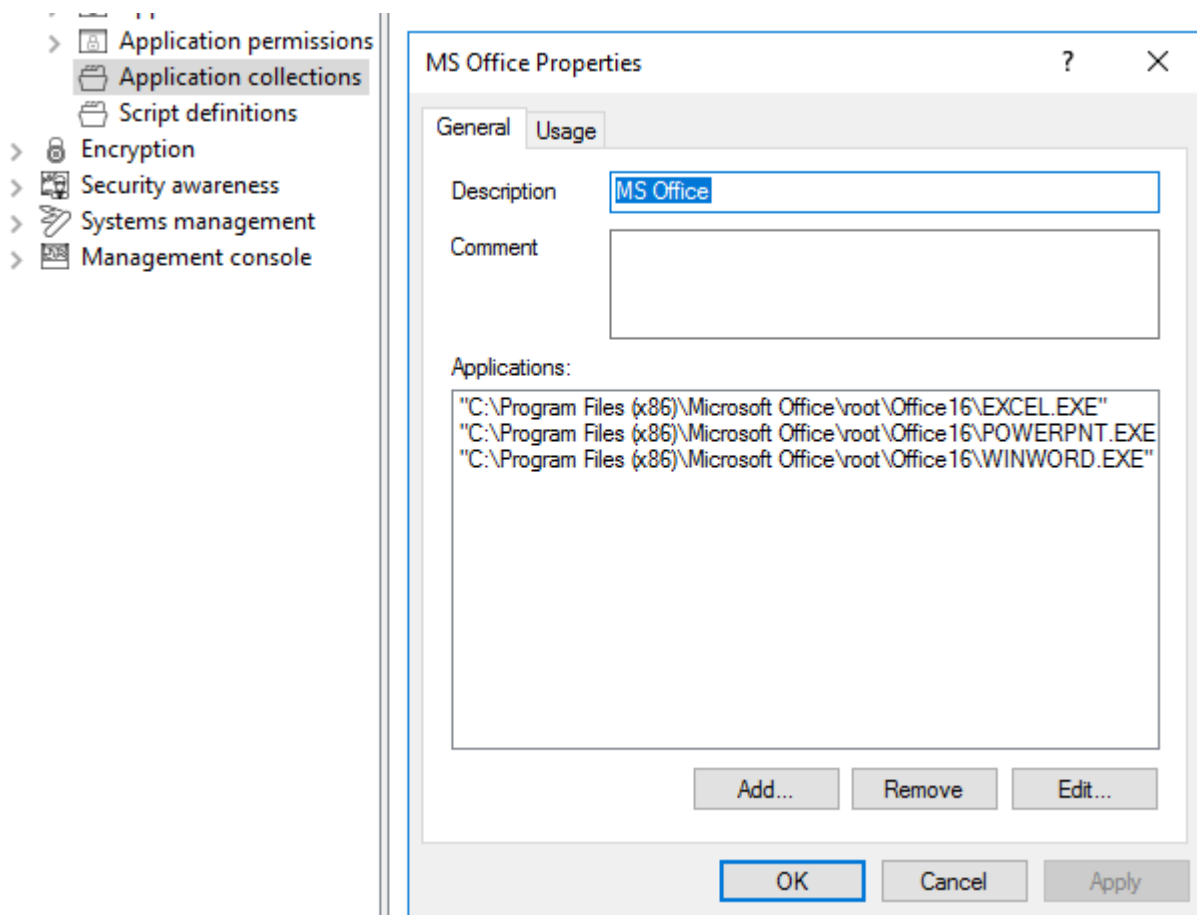 Application permissions
Application collections
Script definitions
Encryption
Security awareness
Systems management
Management console
MS Office Properties
?
General
Usage
Description
MS Office
Comment
Applications:
"C:\Program Files (x86)\Microsoft Office\root\Office16\EXCEL.EXE"
"C:\Program Files (x86)\Microsoft Office\root\Office16\POWERPNT.EXE
"C:\Program Files (x86)\Microsoft Office\root\Office16\WINWORD.EXE"
Add...
Remove
Edit...
OK
Cancel
Apply